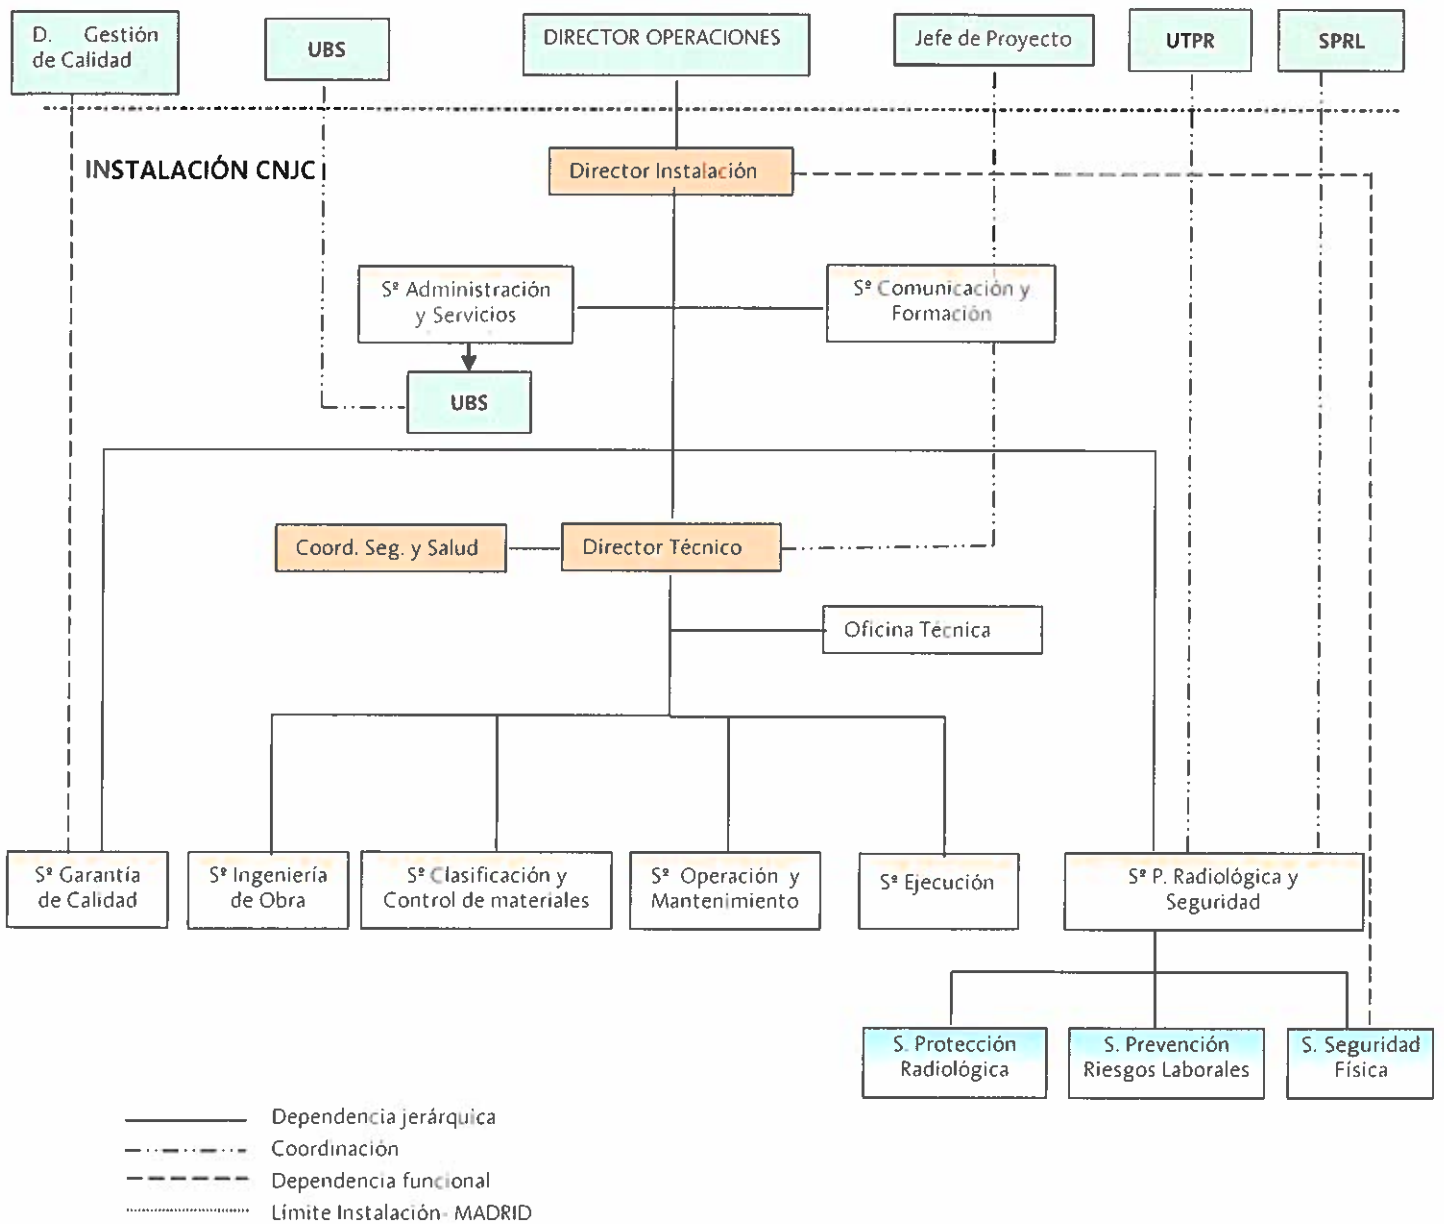 D. Gestión
de Calidad
UBS
DIRECTOR OPERACIONES
Jefe de Proyecto
UTPR
SPRL
INSTALACIÓN CNJC
Director Instalación
Sº Administración
y Servicios
Sº Comunicación y
Formación
UBS
Coord. Seg. y Salud
Director Técnico
Oficina Técnica
Sº Garantía
de Calidad
Sº Ingeniería
de Obra
Sº Clasificación y
Control de materiales
Sº Operación y
Mantenimiento
Sº Ejecución
Sº P. Radiológica y
Seguridad
S. Protección
Radiológica
S. Prevención
Riesgos Laborales
S. Seguridad
Física
Dependencia jerárquica
Coordinación
Dependencia funcional
Límite Instalación- MADRID